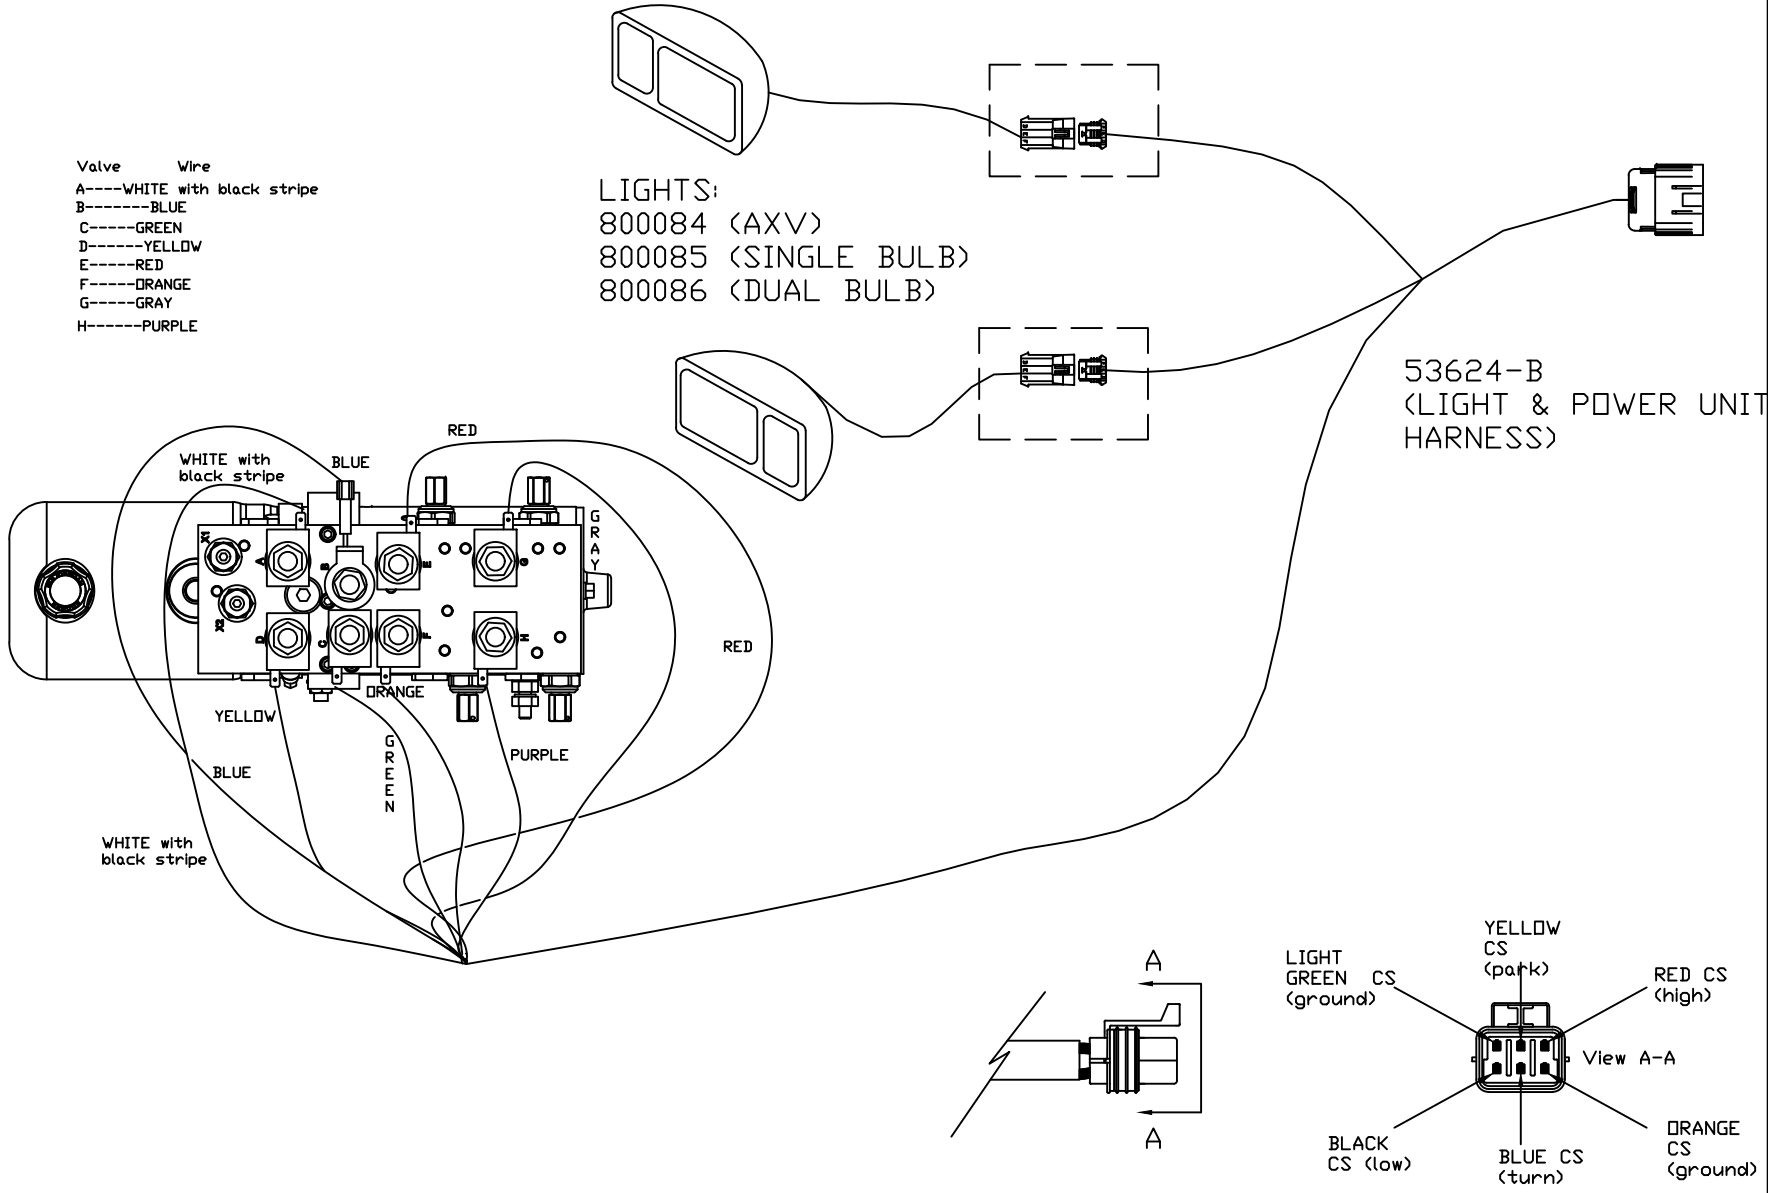 Valve Wire
A----WHITE with black stripe
B-------BLUE
C-----GREEN
D------YELLOW
E-----RED
F-----ORANGE
G-----GRAY
H------PURPLE
LIGHTS:
800084 (AXV)
800085 (SINGLE BULB)
800086 (DUAL BULB)
53624-B
(LIGHT & POWER UNIT
HARNESS)
RED
WHITE with
black stripe
BLUE
GRAY
X1
A
B
E
G
X2
D
C
F
H
RED
ORANGE
YELLOW
GREEN
PURPLE
BLUE
WHITE with
black stripe
A
A
YELLOW
CS
(park)
LIGHT
GREEN CS
(ground)
RED CS
(high)
View A-A
BLACK
CS (low)
BLUE CS
(turn)
ORANGE
CS
(ground)